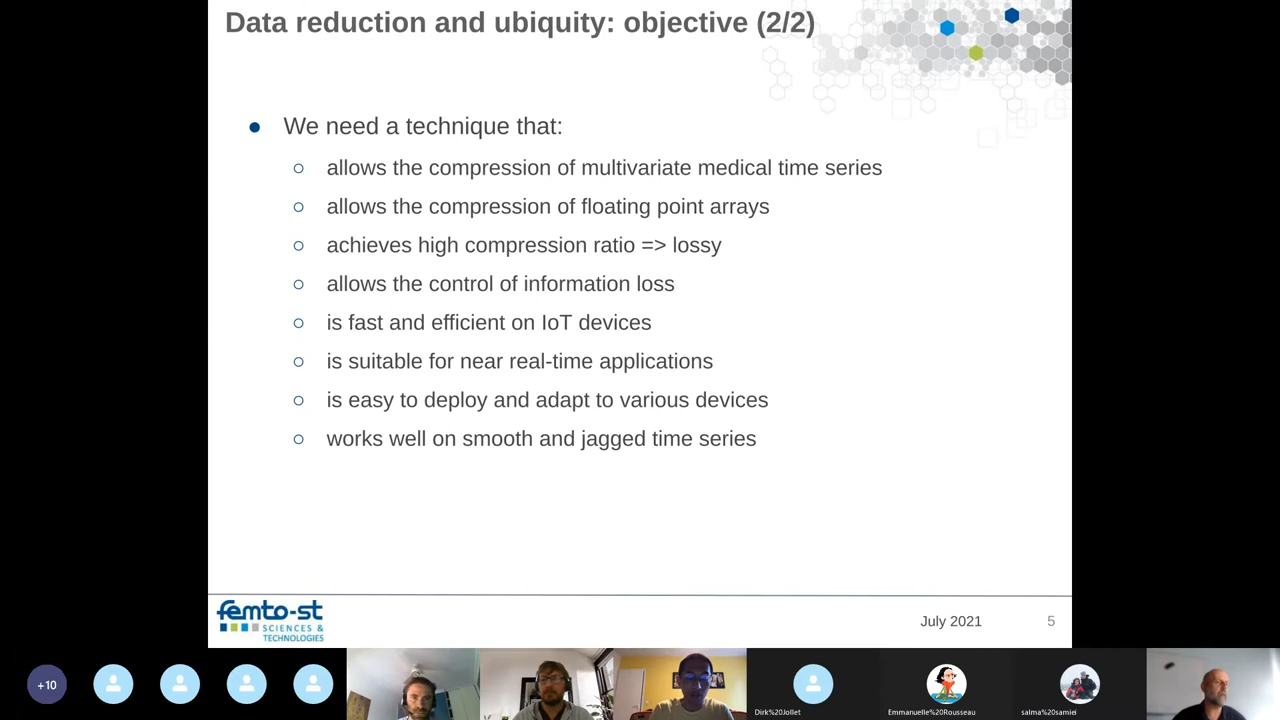 Data reduction and ubiquity: objective (2/2)
We need a technique that:
allows the compression of multivariate medical time series
allows the compression of floating point arrays
achieves high compression ratio => lossy
allows the control of information loss
is fast and efficient on IoT devices
is suitable for near real-time applications
is easy to deploy and adapt to various devices
works well on smooth and jagged time series
femto-st
SCIENCES &
TECHNOLOGIES
July 2021
5
+10
Dirk%20Jollet
Emmanuelle%20Rousseau
salma%20samiei